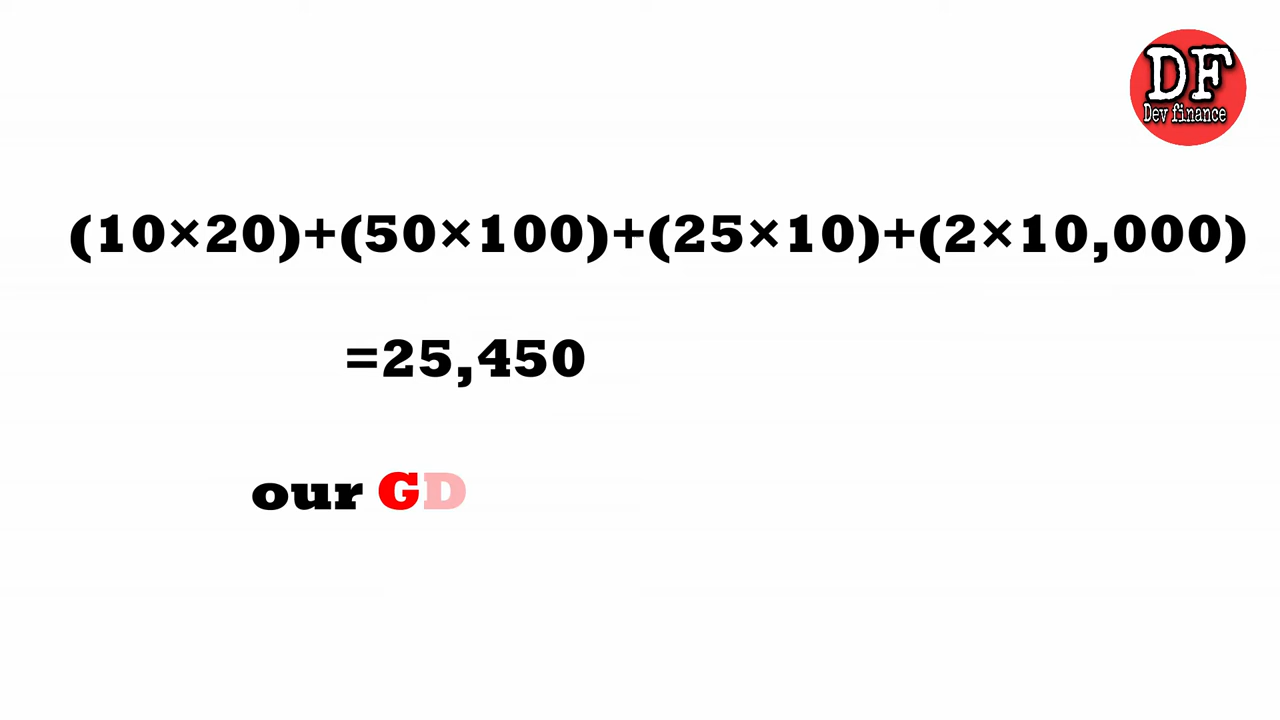 DF
Dev finance
(10×20)+(50×100)+(25×10)+(2×10,000)
=25,450
our GD